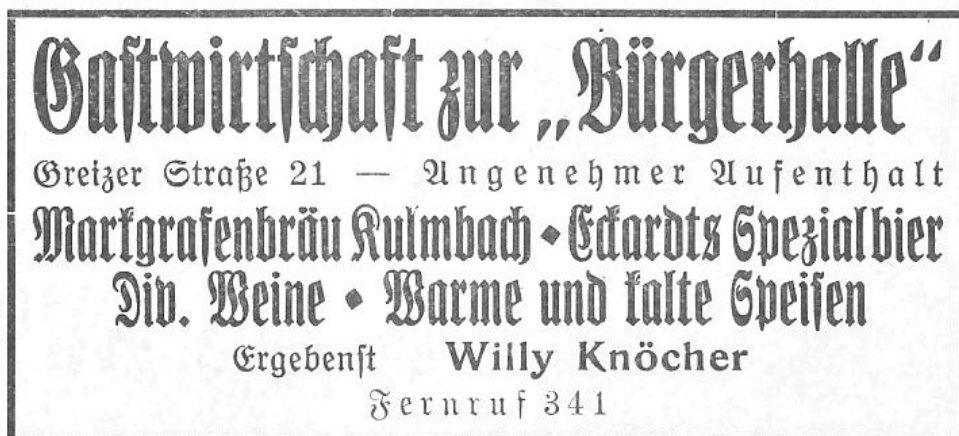 Gastwirtschaft zur „Bürgerhalle“
Greizer Straße 21 — Angenehmer Aufenthalt
Markgrafenbräu Kulmbach • Eckardts Spezialbier
Div. Weine • Warme und kalte Speisen
Ergebenst Willy Knöcher
Fernruf 341